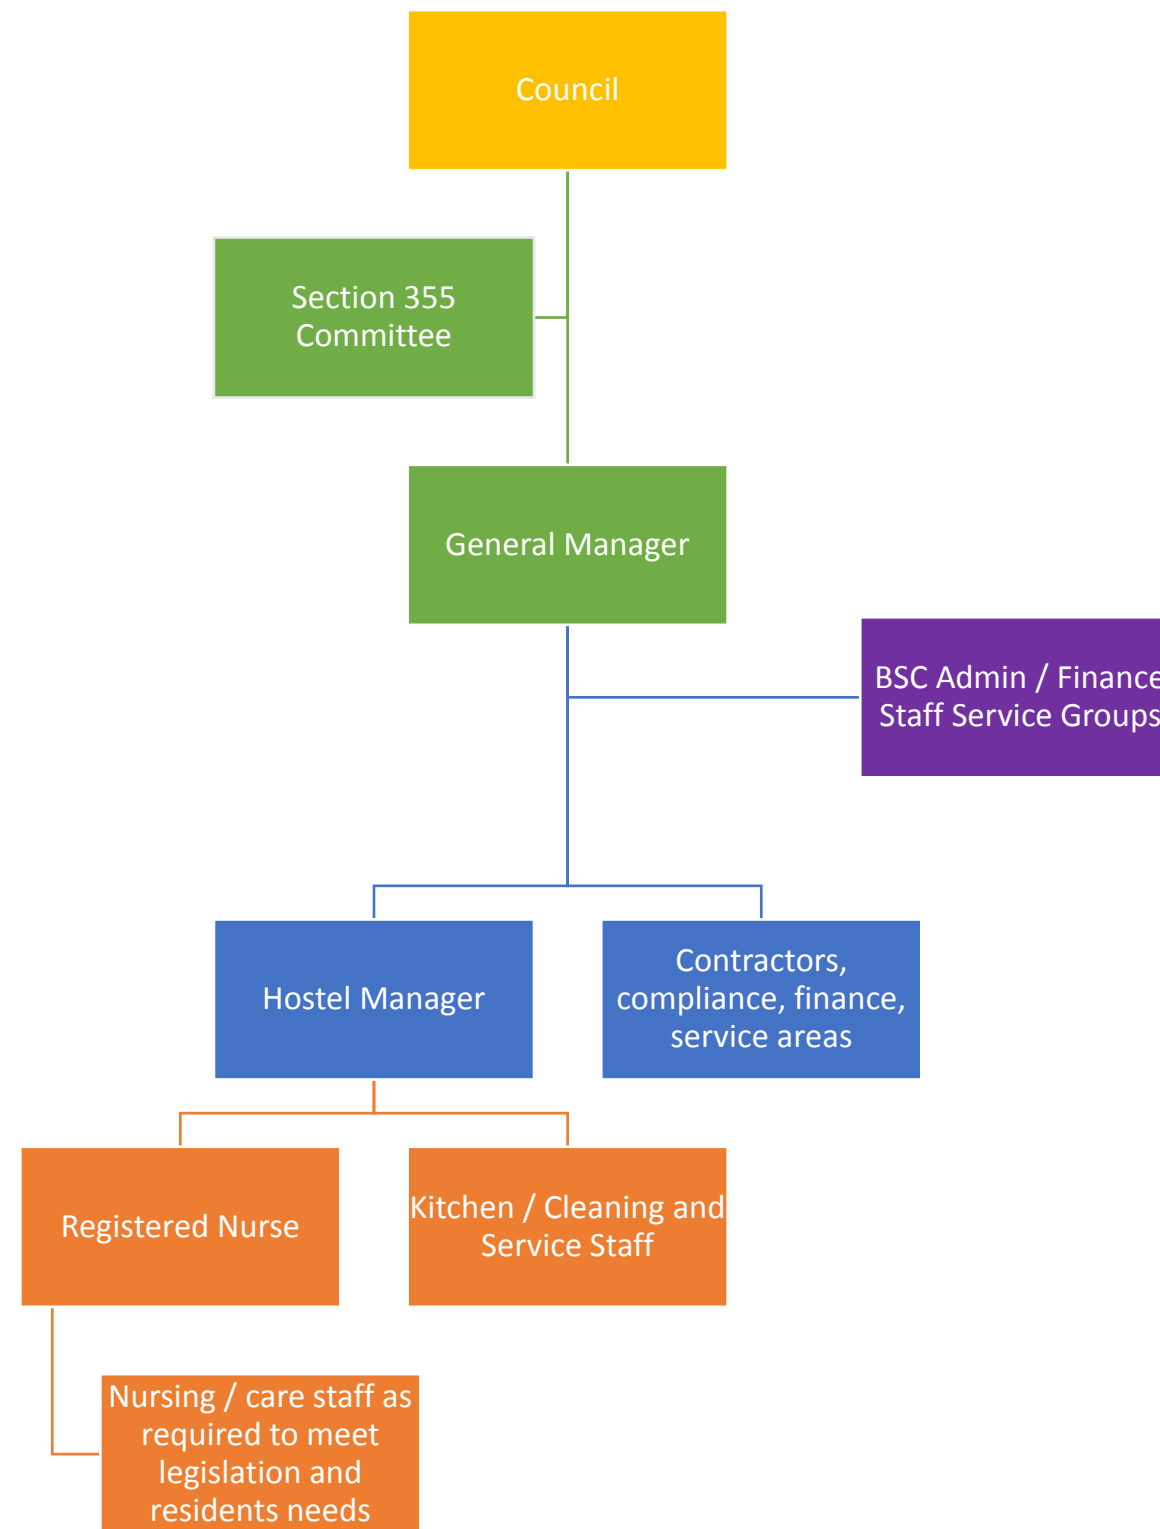 Council
Section 355
Committee
General Manager
BSC Admin / Finance
Staff Service Groups
Hostel Manager
Contractors,
compliance, finance,
service areas
Registered Nurse
Kitchen / Cleaning and
Service Staff
Nursing / care staff as
required to meet
legislation and
residents needs